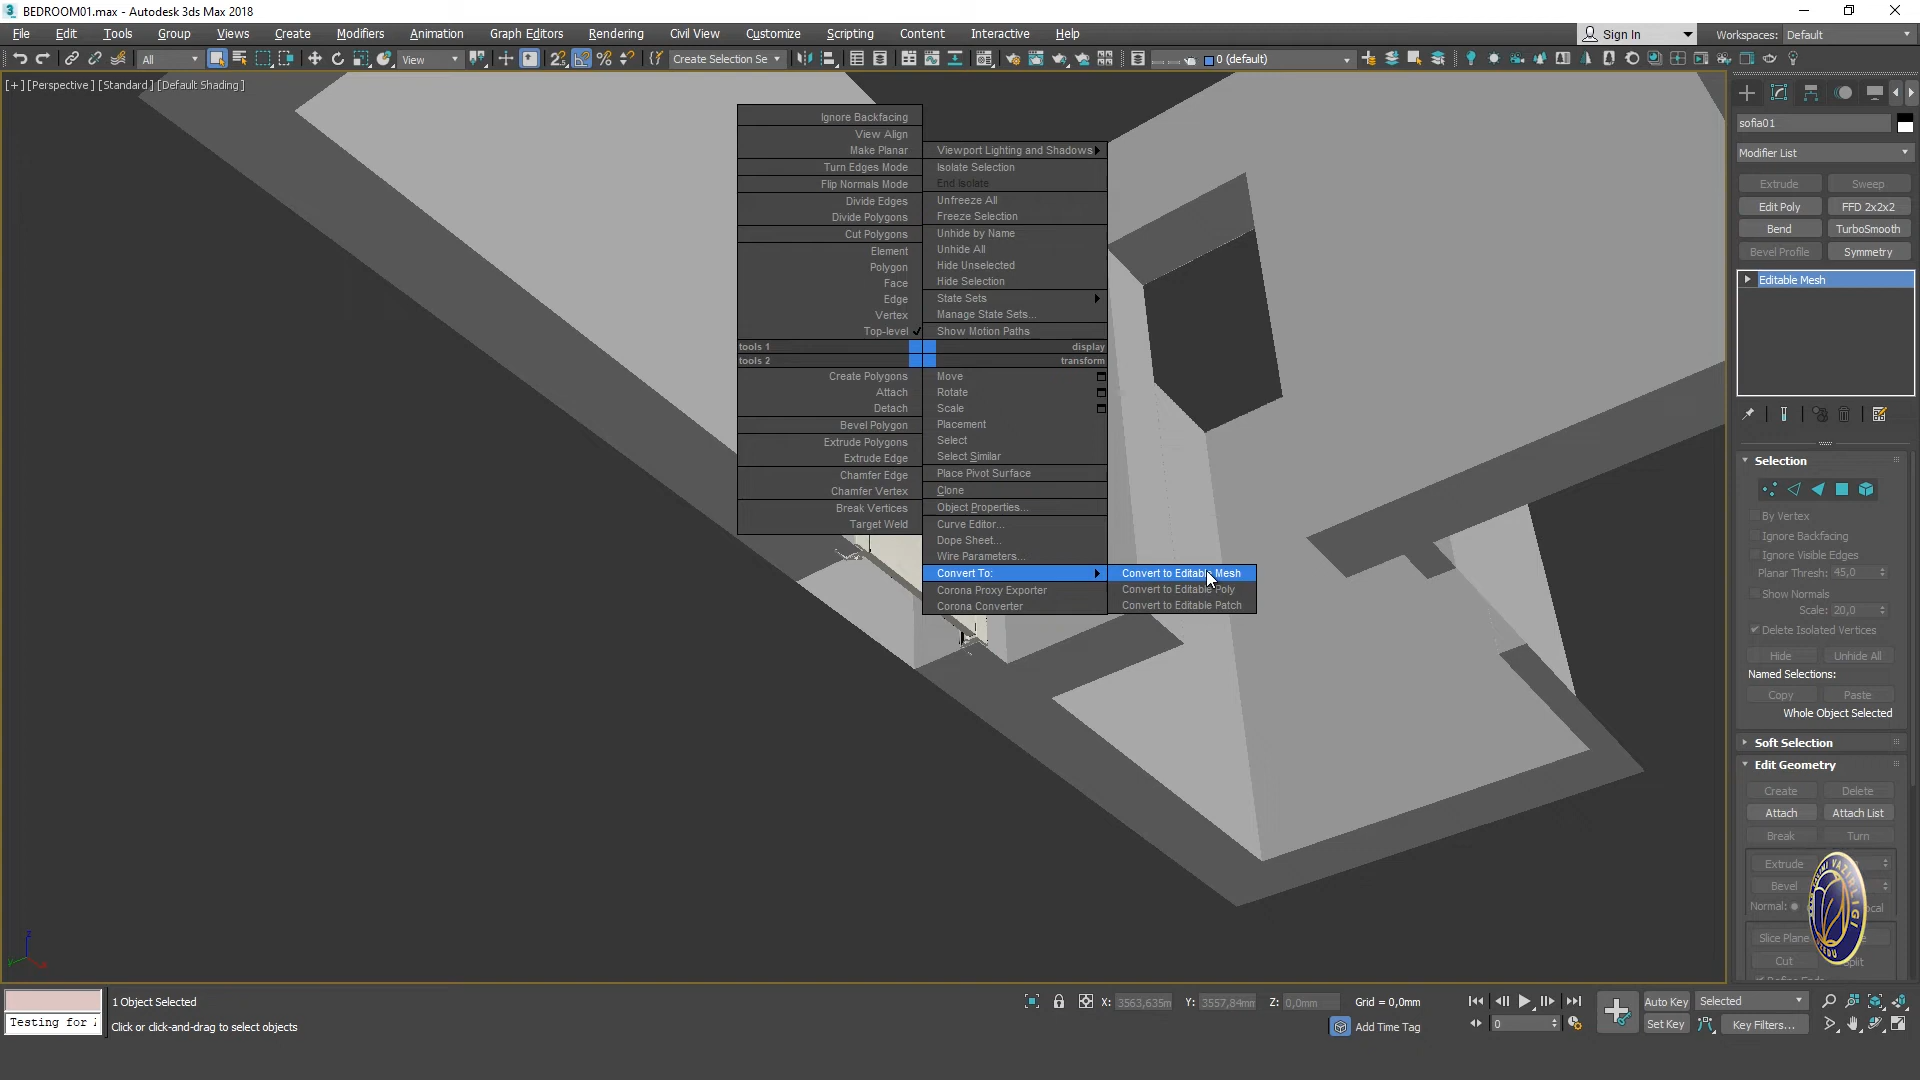 BEDROOM01.max - Autodesk 3ds Max 2018
File Edit Tools Group Views Create Modifiers Animation Graph Editors Rendering Civil View Customize Scripting Content Interactive Help
Sign In Workspaces: Default
All View Create Selection Se 0 (default)
[+] [Perspective] [Standard] [Default Shading]
Ignore Backfacing
View Align
Make Planar
Turn Edges Mode
Flip Normals Mode
Divide Edges
Divide Polygons
Cut Polygons
Element
Polygon
Face
Edge
Vertex
Top-level
tools 1
tools 2
Create Polygons
Attach
Detach
Bevel Polygon
Extrude Polygons
Extrude Edge
Chamfer Edge
Chamfer Vertex
Break Vertices
Target Weld
Viewport Lighting and Shadows
Isolate Selection
End Isolate
Unfreeze All
Freeze Selection
Unhide by Name
Unhide All
Hide Unselected
Hide Selection
State Sets
Manage State Sets...
Show Motion Paths
display
transform
Move
Rotate
Scale
Placement
Select
Select Similar
Place Pivot Surface
Clone
Object Properties...
Curve Editor...
Dope Sheet...
Wire Parameters...
Convert To:
Corona Proxy Exporter
Corona Converter
Convert to Editable Mesh
Convert to Editable Poly
Convert to Editable Patch
sofia01
Modifier List
Extrude Sweep
Edit Poly FFD 2x2x2
Bend TurboSmooth
Bevel Profile Symmetry
Editable Mesh
Selection
By Vertex
Ignore Backfacing
Ignore Visible Edges
Planar Thresh: 45,0
Show Normals
Scale: 20,0
Delete Isolated Vertices
Hide Unhide All
Named Selections:
Copy Paste
Whole Object Selected
Soft Selection
Edit Geometry
Create Delete
Attach Attach List
Break Turn
Extrude
Bevel
Normal:
Slice Plane
Cut
1 Object Selected
Click or click-and-drag to select objects
Testing for
X: 3563,635m Y: 3557,84mm Z: 0,0mm Grid = 0,0mm
Add Time Tag
0
Auto Key Selected
Set Key Key Filters...